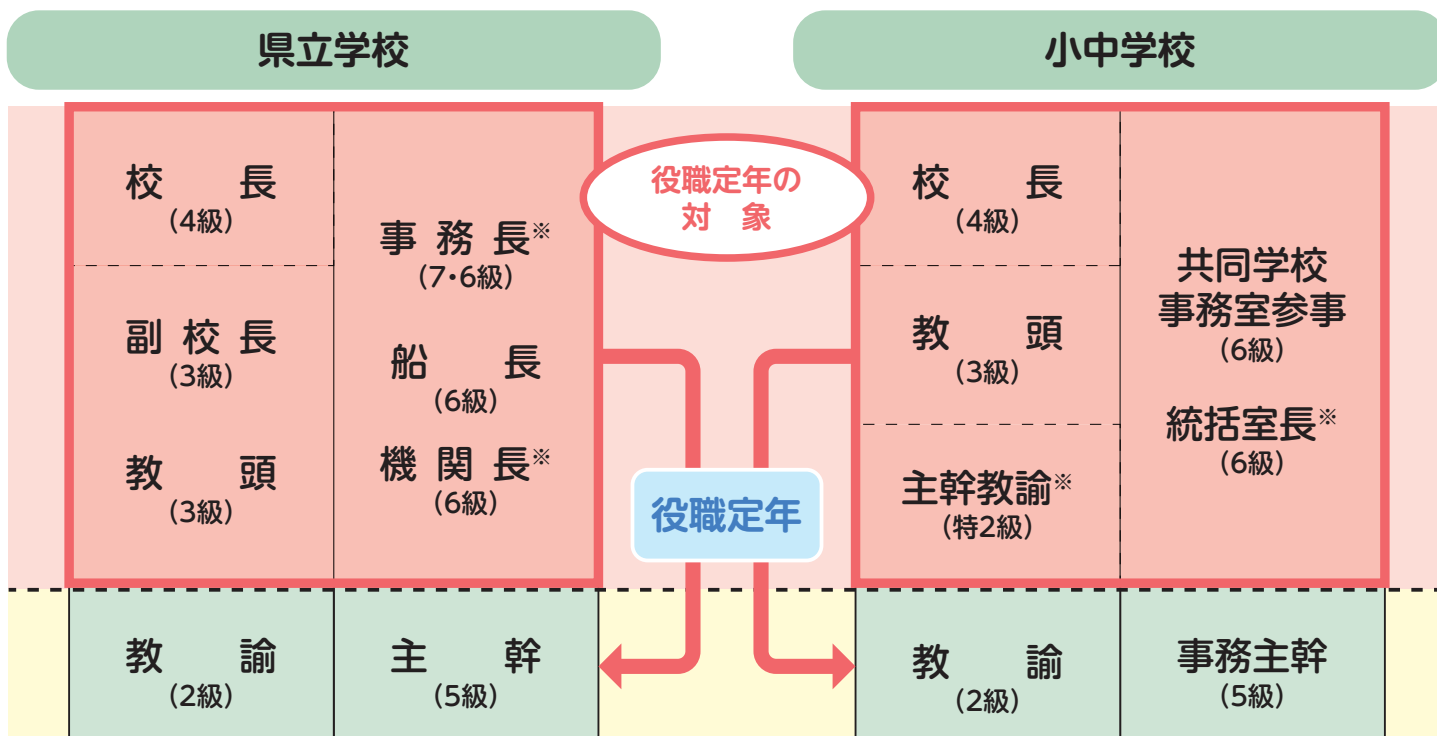 県立学校
校　　長
（4級）
副 校 長
（3級）
教　　頭
（3級）
事 務 長※
（7・6級）
船　　長
（6級）
機 関 長※
（6級）
教　　諭
（2級）
主　　幹
（5級）
役職定年の
対　象
役職定年
小中学校
校　　長
（4級）
教　　頭
（3級）
主幹教諭※
（特2級）
共同学校
事務室参事
（6級）
統括室長※
（6級）
教　　諭
（2級）
事務主幹
（5級）